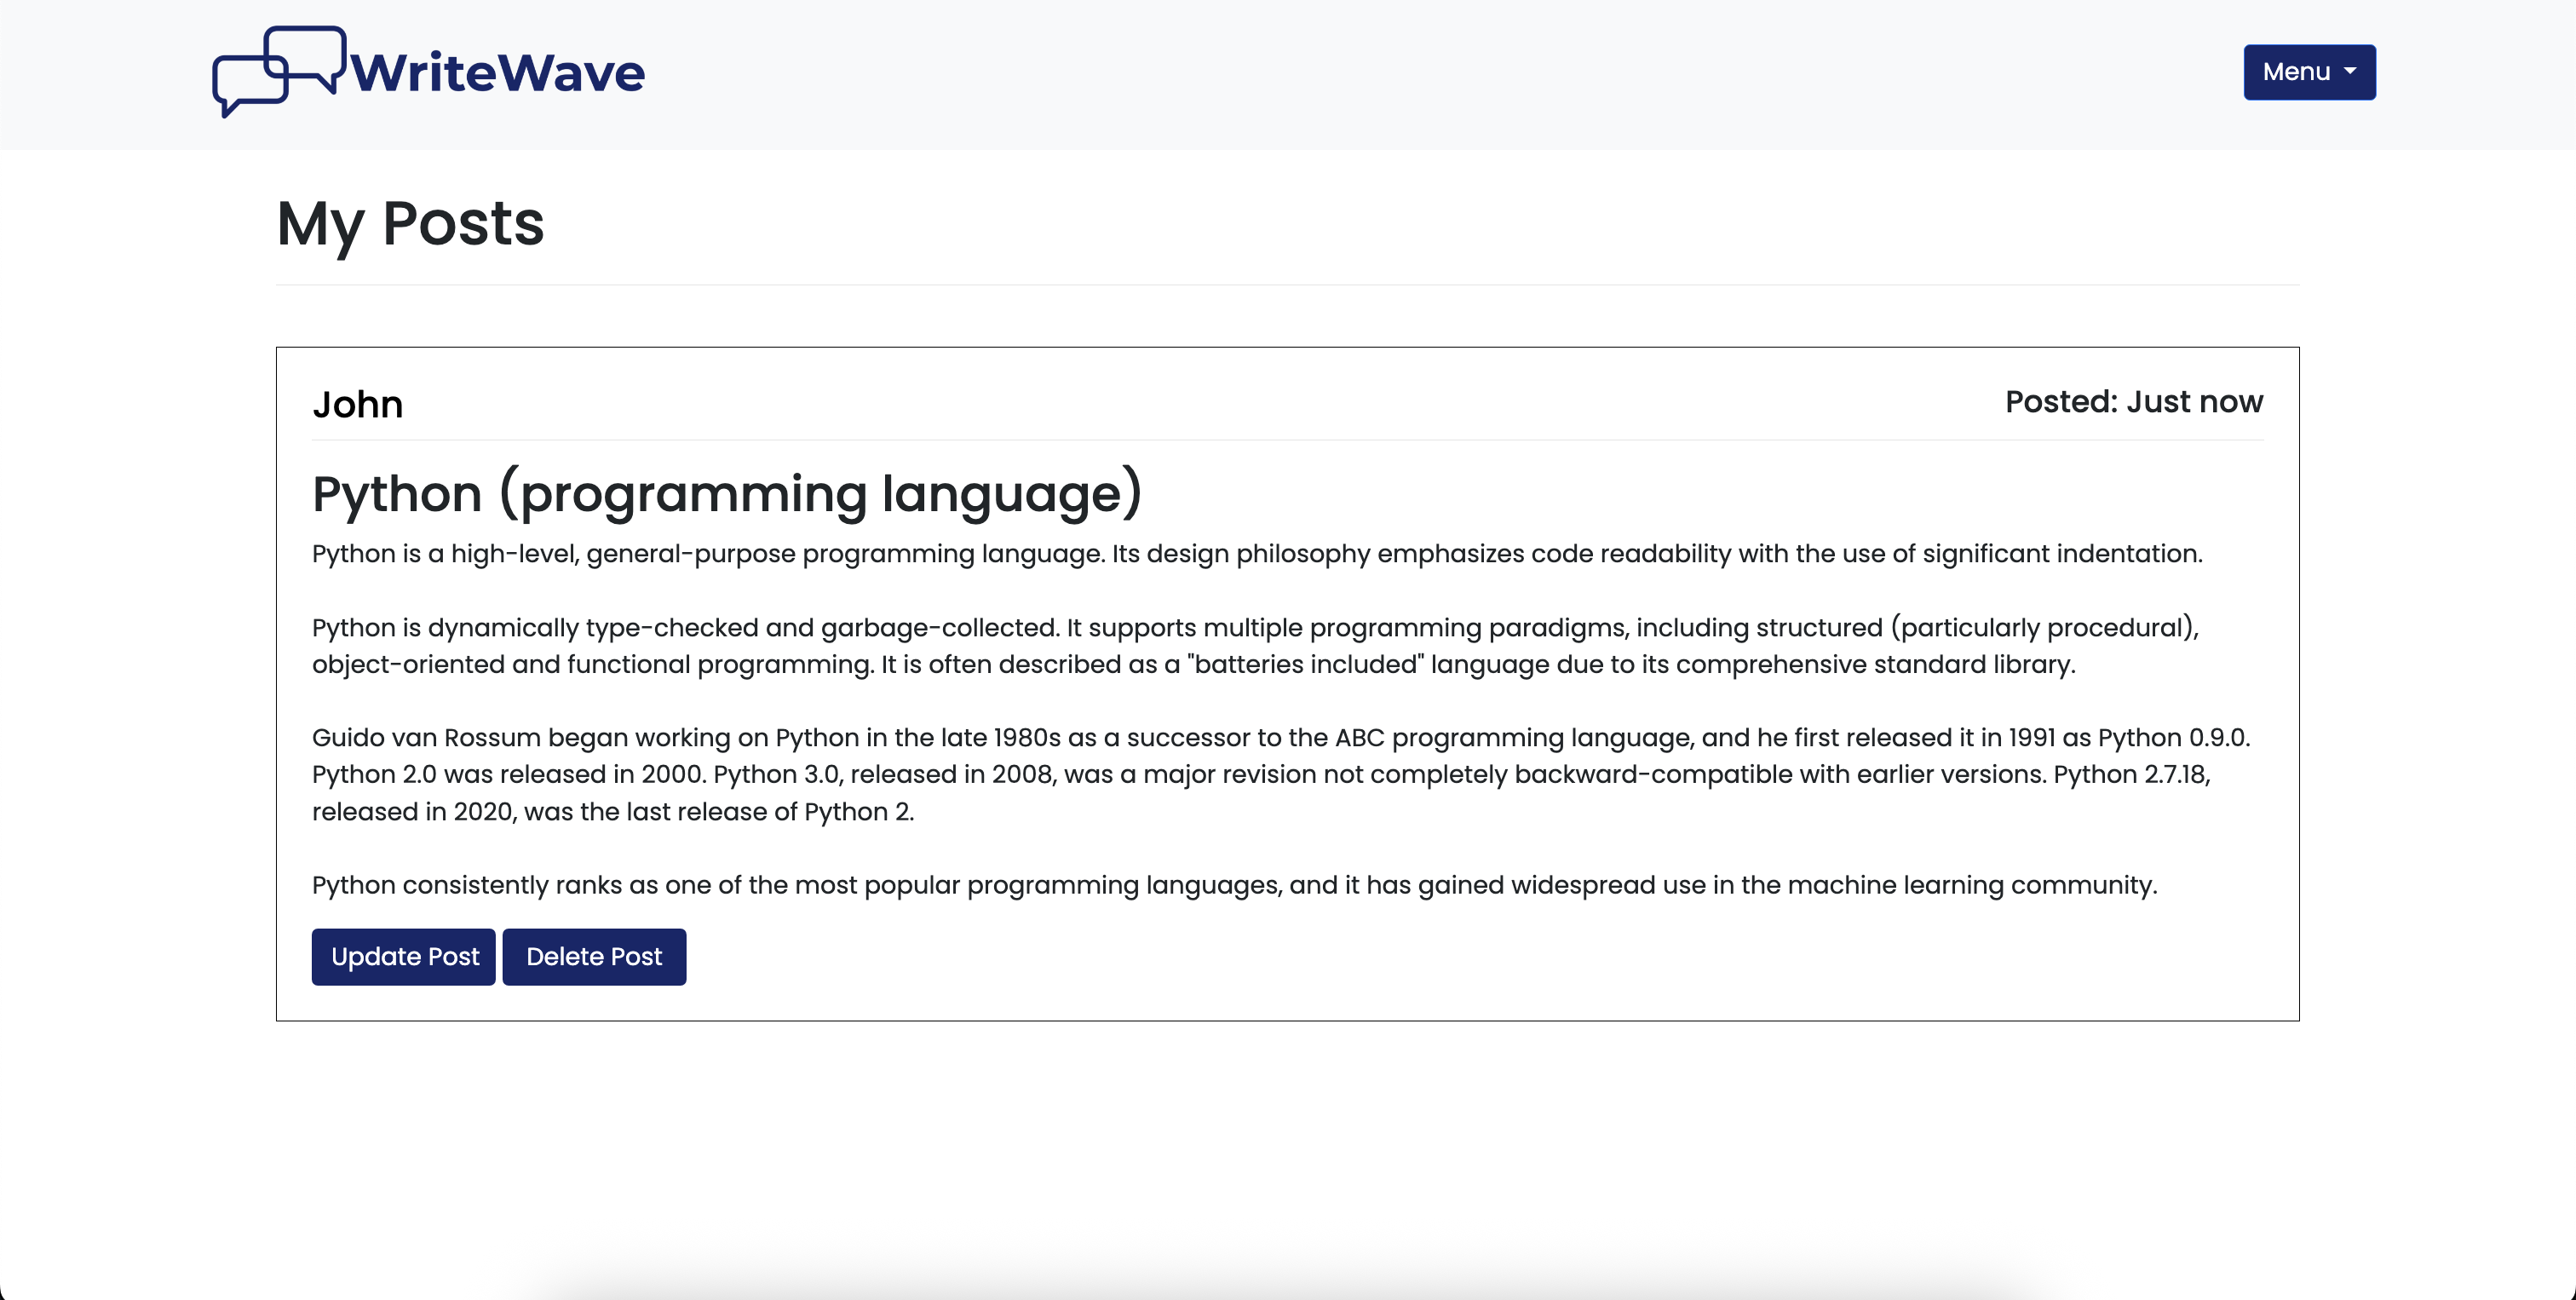 WriteWave
Menu
My Posts
John
Posted: Just now
Python (programming language)
Python is a high-level, general-purpose programming language. Its design philosophy emphasizes code readability with the use of significant indentation.
Python is dynamically type-checked and garbage-collected. It supports multiple programming paradigms, including structured (particularly procedural),
object-oriented and functional programming. It is often described as a "batteries included" language due to its comprehensive standard library.
Guido van Rossum began working on Python in the late 1980s as a successor to the ABC programming language, and he first released it in 1991 as Python 0.9.0.
Python 2.0 was released in 2000. Python 3.0, released in 2008, was a major revision not completely backward-compatible with earlier versions. Python 2.7.18,
released in 2020, was the last release of Python 2.
Python consistently ranks as one of the most popular programming languages, and it has gained widespread use in the machine learning community.
Update Post
Delete Post